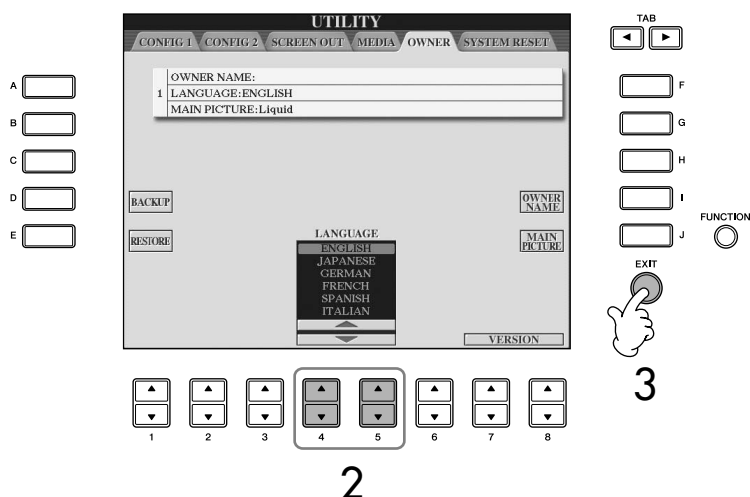 UTILITY
CONFIG 1 CONFIG 2 SCREEN OUT MEDIA OWNER SYSTEM RESET
TAB
OWNER NAME:
1 LANGUAGE:ENGLISH
MAIN PICTURE:Liquid
A
B
C
D
E
F
G
H
I
J
BACKUP
OWNER NAME
RESTORE
MAIN PICTURE
LANGUAGE
ENGLISH
JAPANESE
GERMAN
FRENCH
SPANISH
ITALIAN
VERSION
FUNCTION
EXIT
3
1 2 3 4 5 6 7 8
2